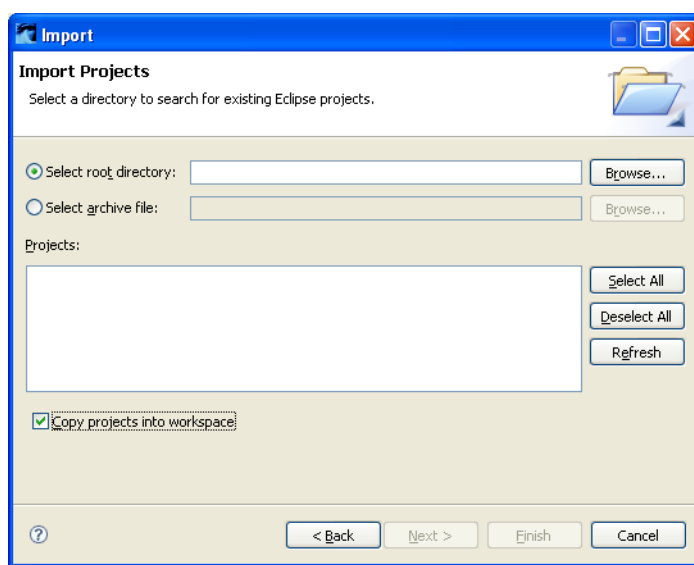 Import
Import Projects
Select a directory to search for existing Eclipse projects.
Select root directory:
Browse...
Select archive file:
Browse...
Projects:
Select All
Deselect All
Refresh
Copy projects into workspace
?
< Back Next > Finish Cancel